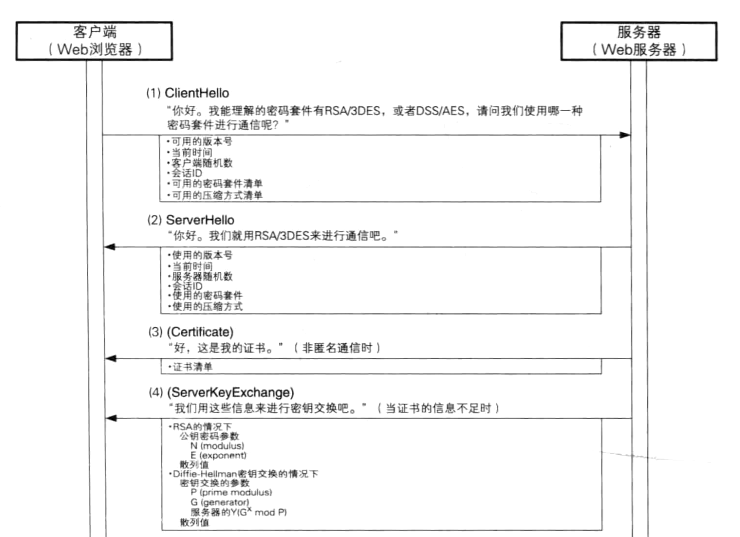 客户端
（Web浏览器）
服务器
（Web服务器）
(1) ClientHello
“你好。我能理解的密码套件有RSA/3DES，或者DSS/AES，请问我们使用哪一种
密码套件进行通信呢？”
·可用的版本号
·当前时间
·客户端随机数
·会话ID
·可用的密码套件清单
·可用的压缩方式清单
(2) ServerHello
“你好。我们就用RSA/3DES来进行通信吧。”
·使用的版本号
·当前时间
·服务器随机数
·会话ID
·使用的密码套件
·使用的压缩方式
(3) (Certificate)
“好，这是我的证书。”（非匿名通信时）
·证书清单
(4) (ServerKeyExchange)
“我们用这些信息来进行密钥交换吧。”（当证书的信息不足时）
·RSA的情况下
公钥密码参数
N (modulus)
E (exponent)
散列值
·Diffie-Hellman密钥交换的情况下
密钥交换的参数
P (prime modulus)
G (generator)
服务器的Y(G^x mod P)
散列值